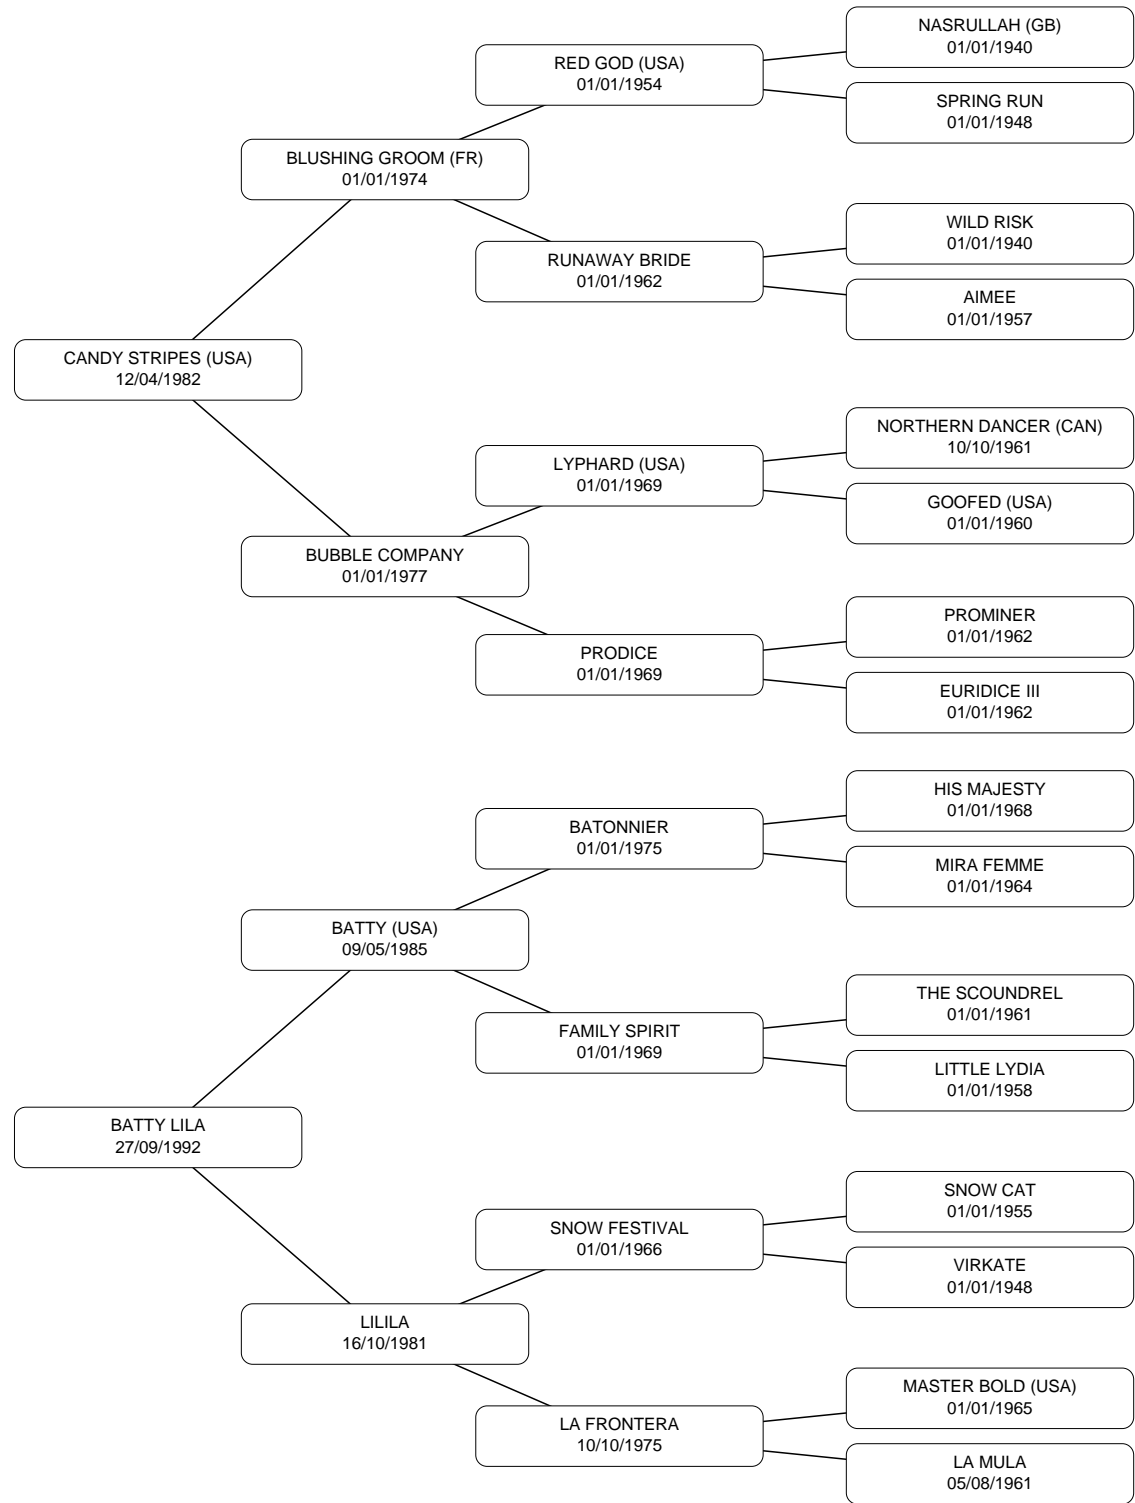 NASRULLAH (GB)
01/01/1940
RED GOD (USA)
01/01/1954
SPRING RUN
01/01/1948
BLUSHING GROOM (FR)
01/01/1974
WILD RISK
01/01/1940
RUNAWAY BRIDE
01/01/1962
AIMEE
01/01/1957
CANDY STRIPES (USA)
12/04/1982
NORTHERN DANCER (CAN)
10/10/1961
LYPHARD (USA)
01/01/1969
GOOFED (USA)
01/01/1960
BUBBLE COMPANY
01/01/1977
PROMINER
01/01/1962
PRODICE
01/01/1969
EURIDICE III
01/01/1962
HIS MAJESTY
01/01/1968
BATONNIER
01/01/1975
MIRA FEMME
01/01/1964
BATTY (USA)
09/05/1985
THE SCOUNDREL
01/01/1961
FAMILY SPIRIT
01/01/1969
LITTLE LYDIA
01/01/1958
BATTY LILA
27/09/1992
SNOW CAT
01/01/1955
SNOW FESTIVAL
01/01/1966
VIRKATE
01/01/1948
LILILA
16/10/1981
MASTER BOLD (USA)
01/01/1965
LA FRONTERA
10/10/1975
LA MULA
05/08/1961